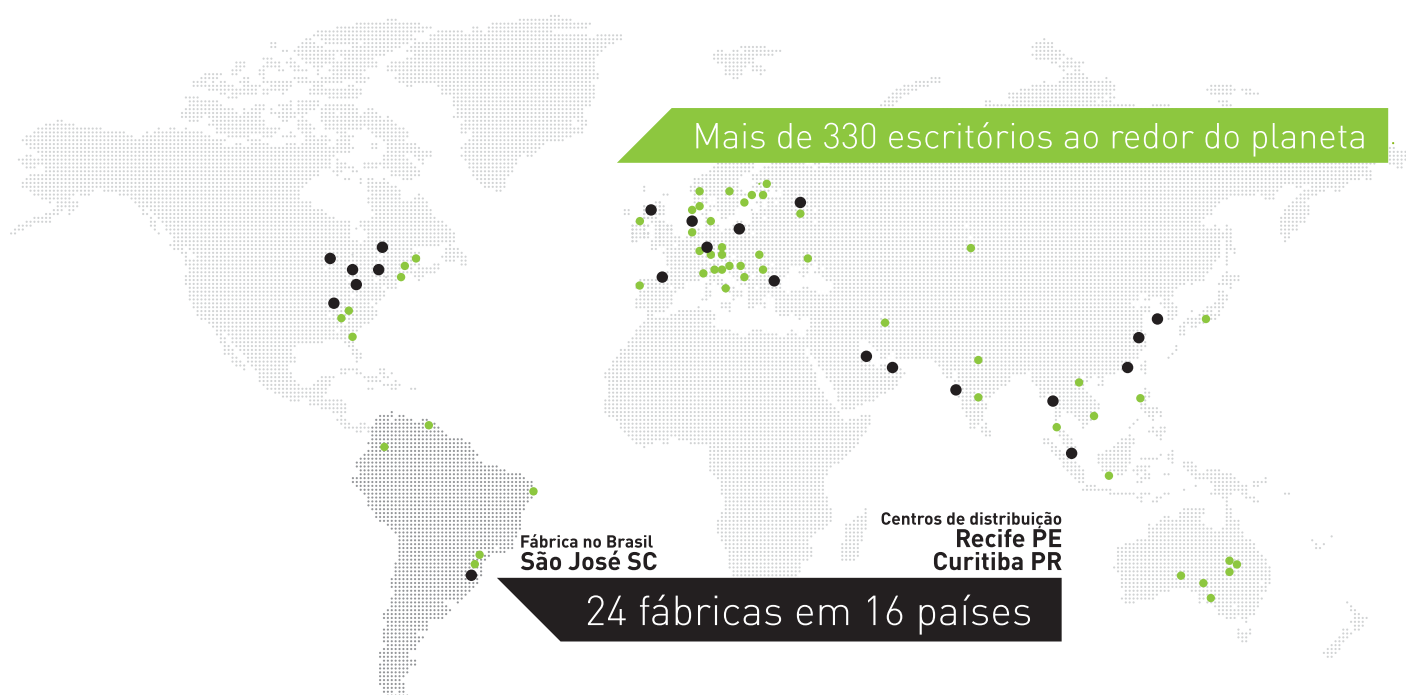 Mais de 330 escritórios ao redor do planeta
Fábrica no Brasil
São José SC
Centros de distribuição
Recife PE
Curitiba PR
24 fábricas em 16 países